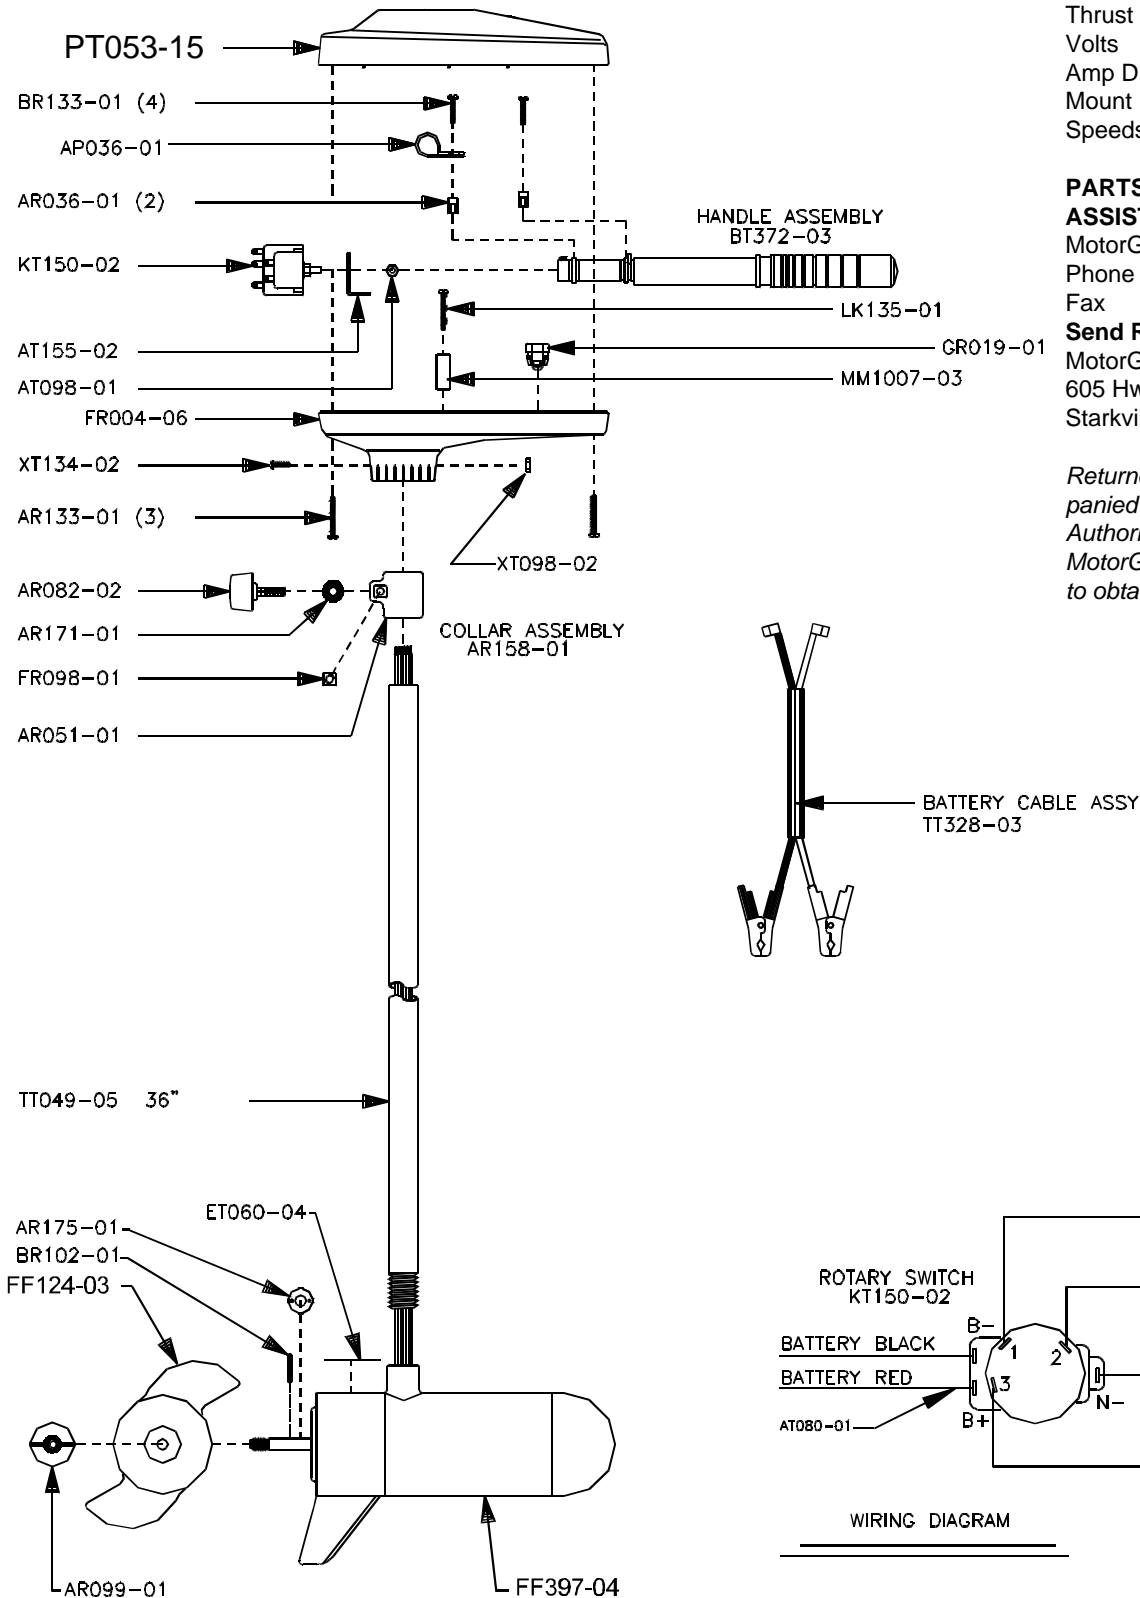 PT053-15
BR133-01 (4)
AP036-01
AR036-01 (2)
KT150-02
AT155-02
AT098-01
FR004-06
XT134-02
AR133-01 (3)
AR082-02
AR171-01
FR098-01
AR051-01
HANDLE ASSEMBLY
BT372-03
LK135-01
GR019-01
MM1007-03
XT098-02
COLLAR ASSEMBLY
AR158-01
BATTERY CABLE ASSY
TT328-03
TT049-05 36"
ET060-04
AR175-01
BR102-01
FF124-03
AR099-01
FF397-04
Thrust
Volts
Amp D
Mount
Speeds
PARTS
ASSIST
MotorG
Phone
Fax
Send R
MotorG
605 Hw
Starkvi
Returne
panied
Authori
MotorG
to obta
ROTARY SWITCH
KT150-02
B-
BATTERY BLACK
BATTERY RED
AT080-01
B+
1
2
3
N-
WIRING DIAGRAM